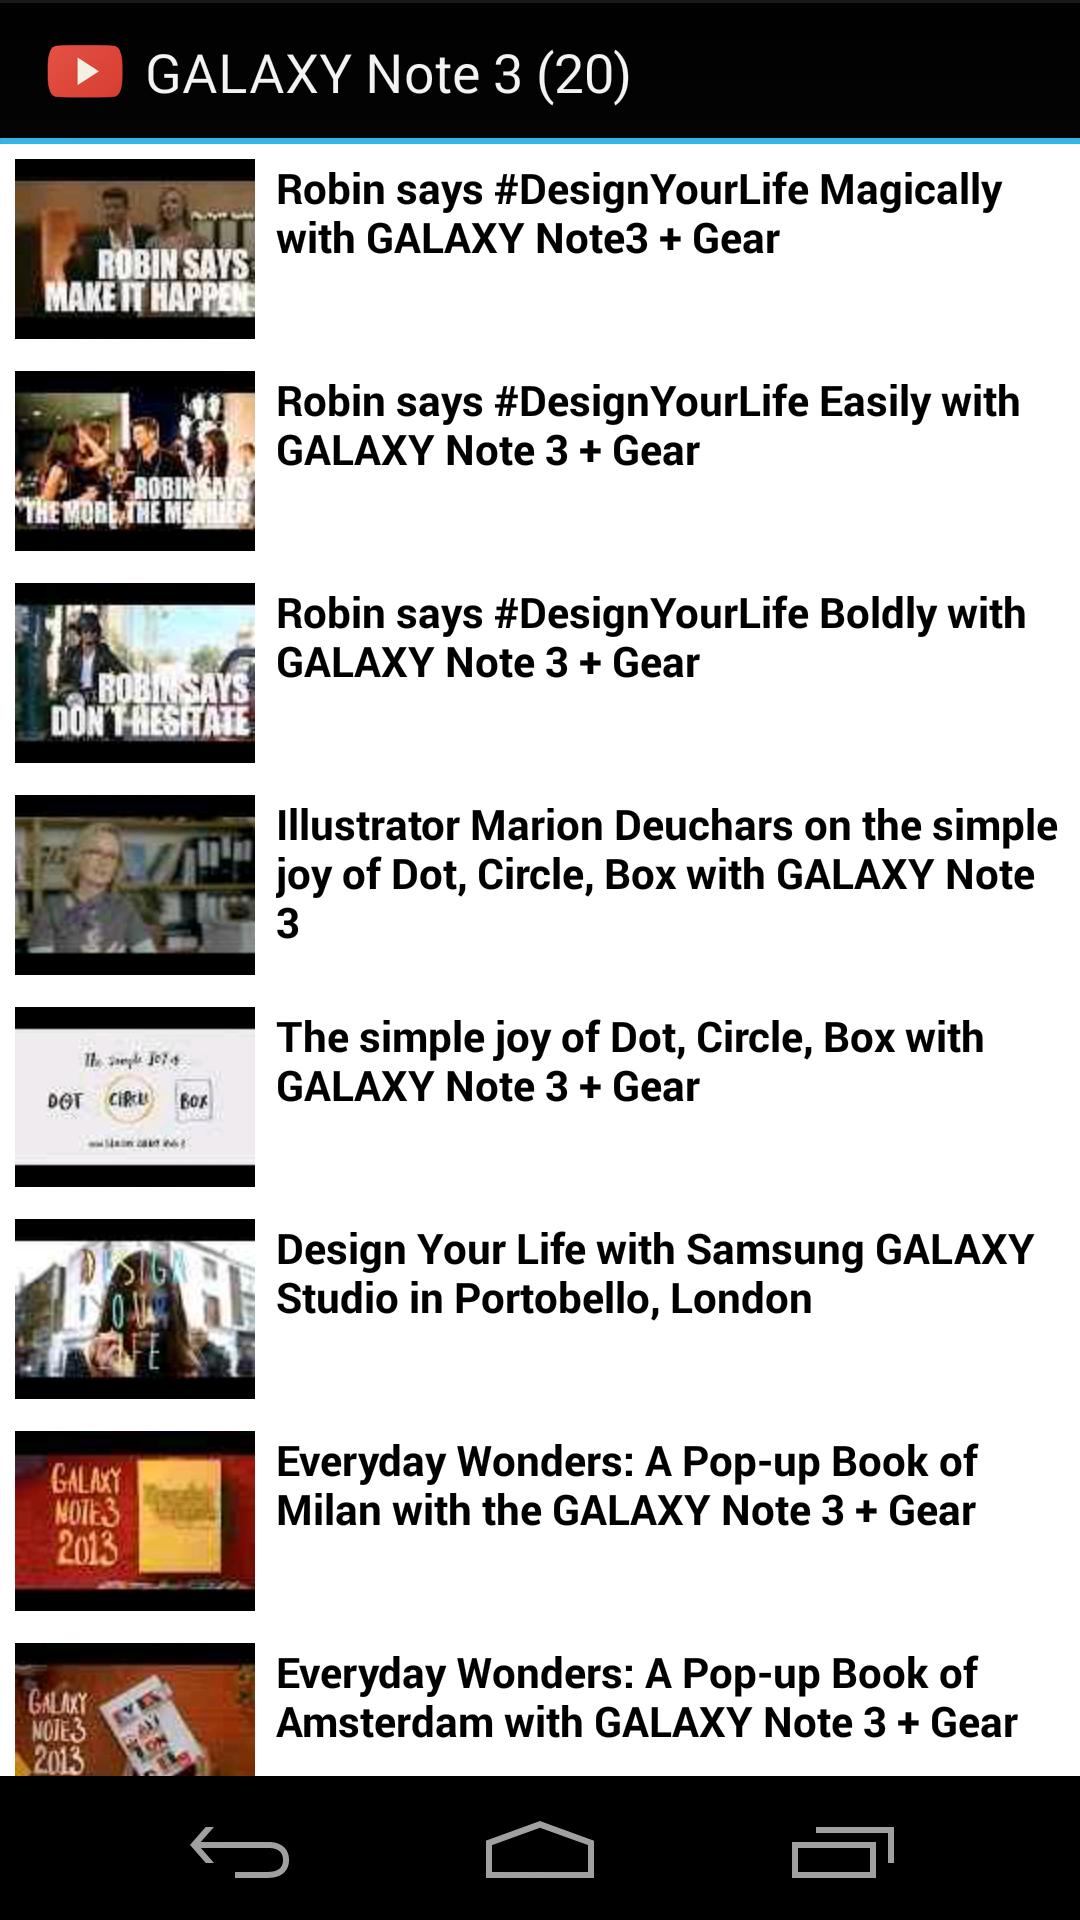 GALAXY Note 3 (20)
Robin says #DesignYourLife Magically
with GALAXY Note3 + Gear
ROBIN SAYS
MAKE IT HAPPEN
Robin says #DesignYourLife Easily with
GALAXY Note 3 + Gear
ROBIN SAYS
THE MORE, THE MERRIER
Robin says #DesignYourLife Boldly with
GALAXY Note 3 + Gear
ROBIN SAYS
DON'T HESITATE
Illustrator Marion Deuchars on the simple
joy of Dot, Circle, Box with GALAXY Note
3
The simple joy of Dot, Circle, Box with
GALAXY Note 3 + Gear
The simple joy of
DOT CIRCLE BOX
Design Your Life with Samsung GALAXY
Studio in Portobello, London
DESIGN
YOUR
LIFE
Everyday Wonders: A Pop-up Book of
Milan with the GALAXY Note 3 + Gear
GALAXY
NOTE3
2013
Everyday Wonders: A Pop-up Book of
Amsterdam with GALAXY Note 3 + Gear
GALAXY
NOTE3
2013